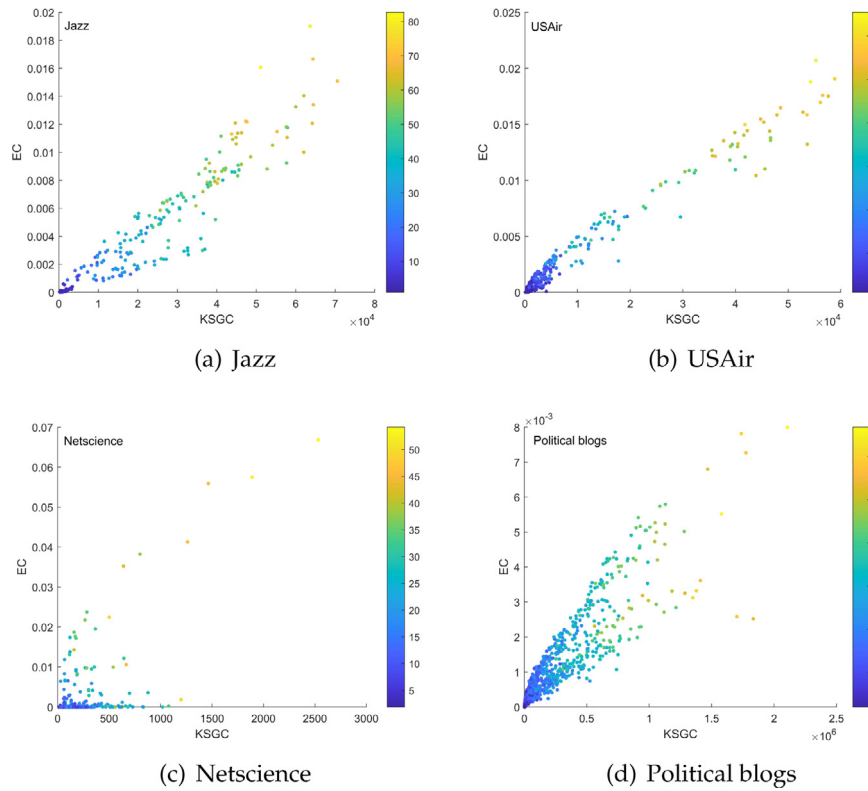 0.02
Jazz
0.018
0.016
0.014
0.012
0.01
0.008
0.006
0.004
0.002
0
EC
0 1 2 3 4 5 6 7 8
KSGC
×10⁴
80
70
60
50
40
30
20
10
(a) Jazz
0.025
USAir
0.02
0.015
0.01
0.005
0
EC
0 1 2 3 4 5 6
KSGC
×10⁴
(b) USAir
0.07
Netscience
0.06
0.05
0.04
0.03
0.02
0.01
0
EC
0 500 1000 1500 2000 2500 3000
KSGC
50
45
40
35
30
25
20
15
10
5
(c) Netscience
×10⁻³
8
Political blogs
7
6
5
4
3
2
1
0
EC
0 0.5 1 1.5 2 2.5
KSGC
×10⁶
(d) Political blogs